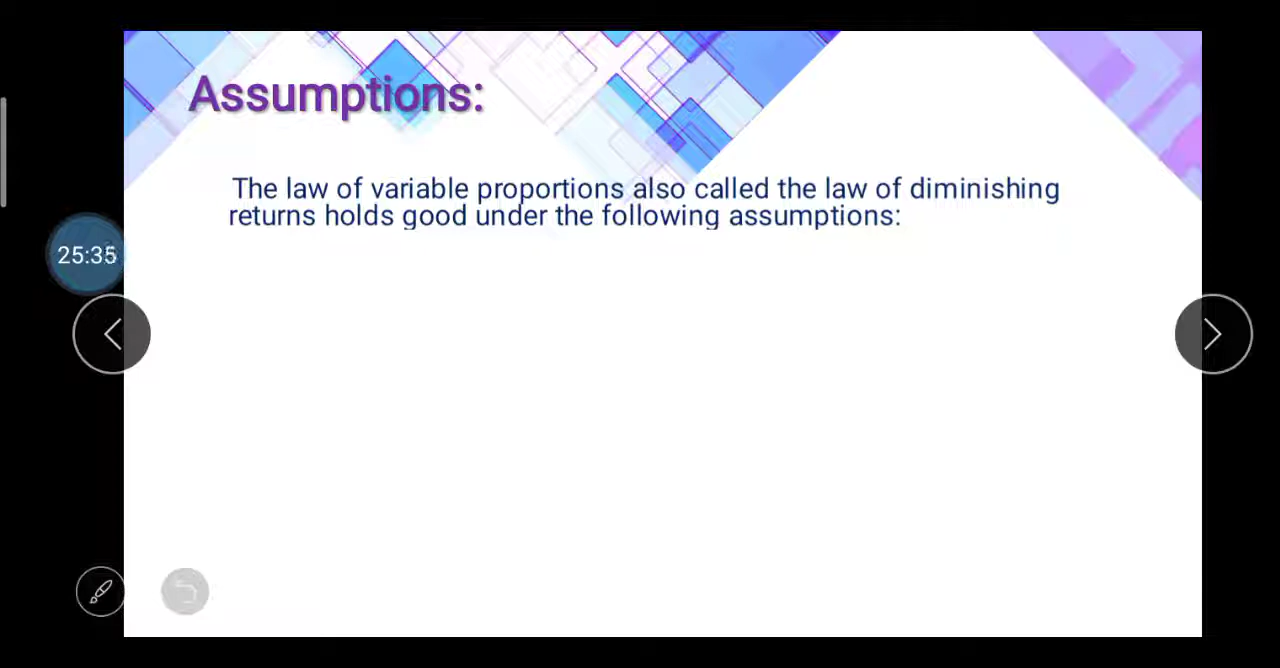 Assumptions:
The law of variable proportions also called the law of diminishing
returns holds good under the following assumptions:
25:35